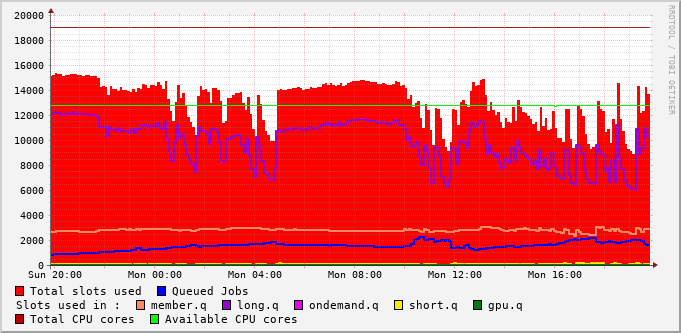 20000
18000
16000
14000
12000
10000
8000
6000
4000
2000
0
Sun 20:00 Mon 00:00 Mon 04:00 Mon 08:00 Mon 12:00 Mon 16:00
RRDTOOL / TOBI OETIKER
Total slots used Queued Jobs
Slots used in : member.q long.q ondemand.q short.q gpu.q
Total CPU cores Available CPU cores